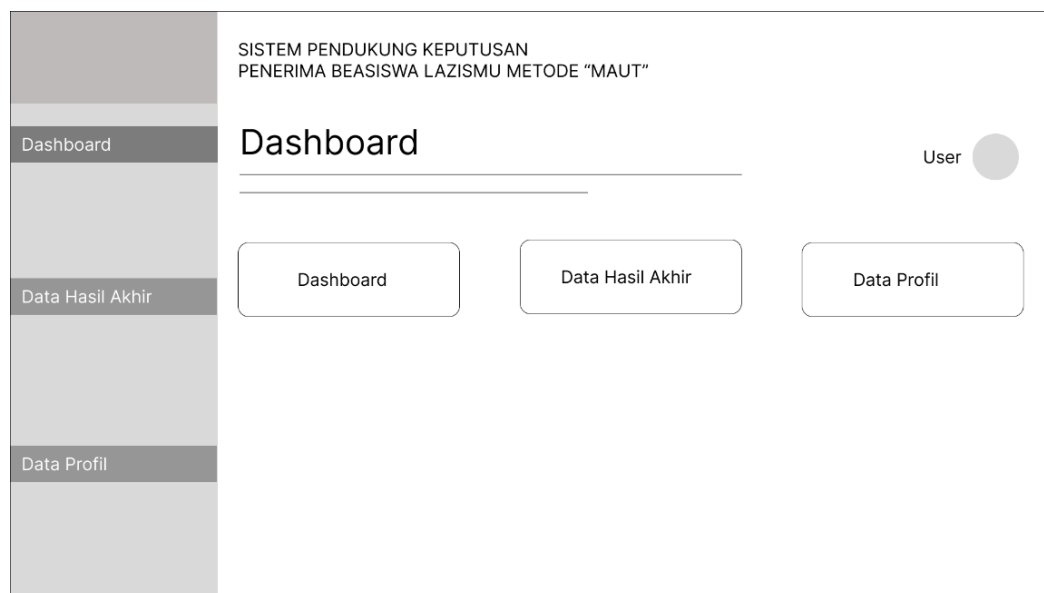 SISTEM PENDUKUNG KEPUTUSAN
PENERIMA BEASISWA LAZISMU METODE “MAUT”
Dashboard
Data Hasil Akhir
Data Profil
Dashboard
User
Dashboard
Data Hasil Akhir
Data Profil